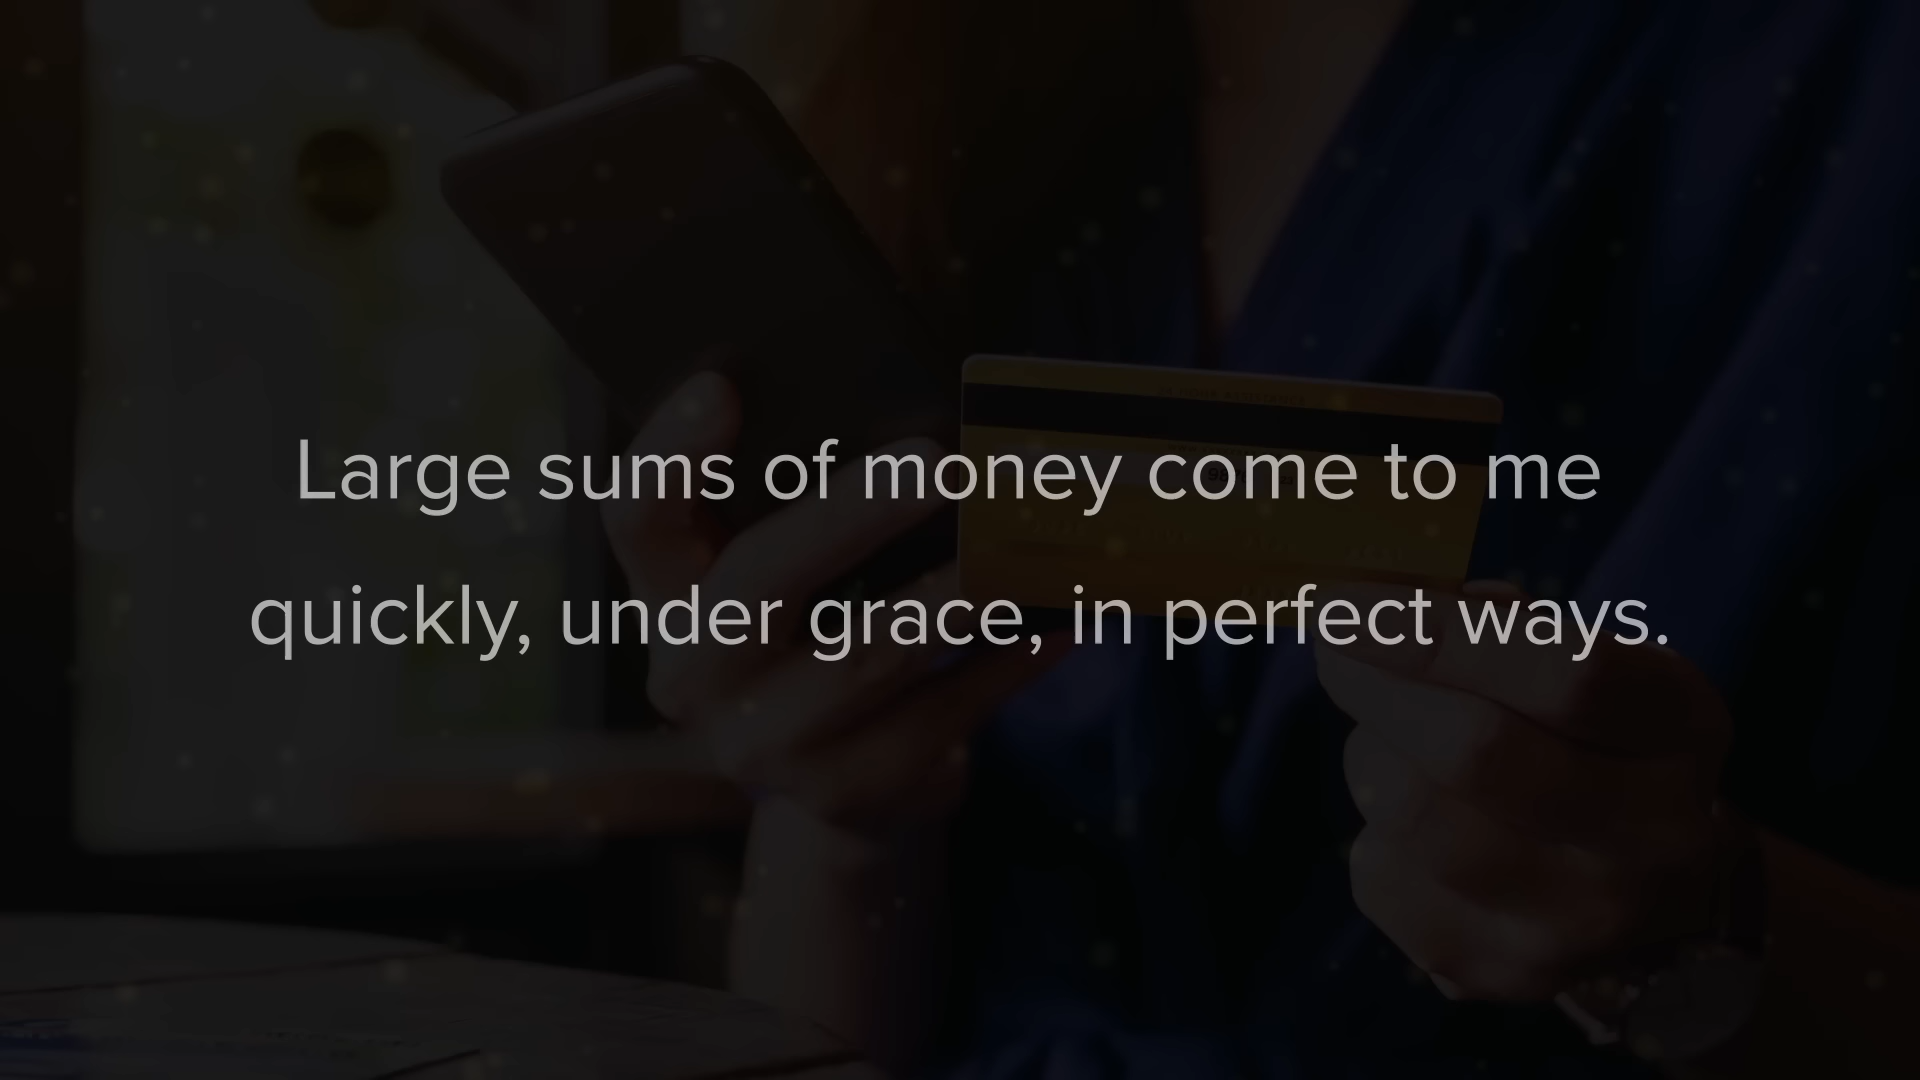 Large sums of money come to me
quickly, under grace, in perfect ways.